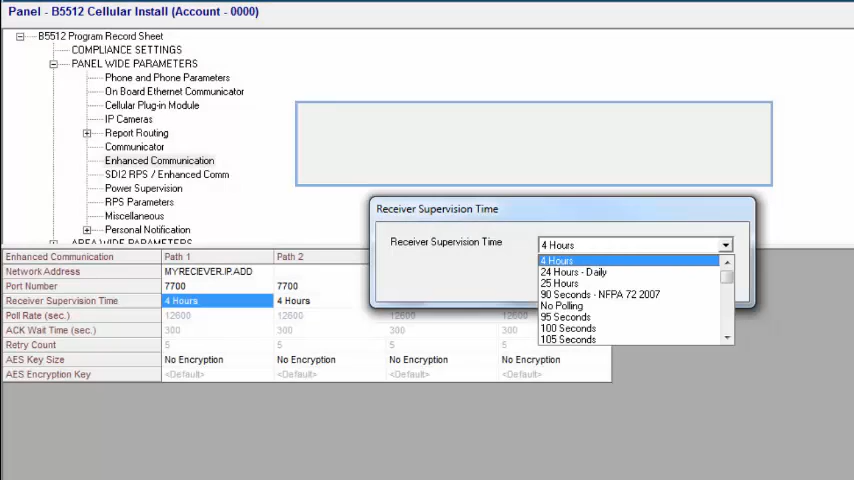 Panel - B5512 Cellular Install (Account - 0000)
B5512 Program Record Sheet
COMPLIANCE SETTINGS
PANEL WIDE PARAMETERS
Phone and Phone Parameters
On Board Ethernet Communicator
Cellular Plug-in Module
IP Cameras
Report Routing
Communicator
Enhanced Communication
SDI2 RPS / Enhanced Comm
Power Supervision
RPS Parameters
Miscellaneous
Personal Notification
AREA WIDE PARAMETERS
Receiver Supervision Time
Receiver Supervision Time 4 Hours
4 Hours
24 Hours - Daily
25 Hours
90 Seconds - NFPA 72 2007
No Polling
95 Seconds
100 Seconds
105 Seconds
Enhanced Communication Path 1 Path 2
Network Address MYRECIEVER.IP.ADD
Port Number 7700 7700
Receiver Supervision Time 4 Hours 4 Hours
Poll Rate (sec.) 12600 12600 12600 12600
ACK Wait Time (sec.) 300 300 300 300
Retry Count 5 5 5 5
AES Key Size No Encryption No Encryption No Encryption No Encryption
AES Encryption Key <Default> <Default> <Default> <Default>